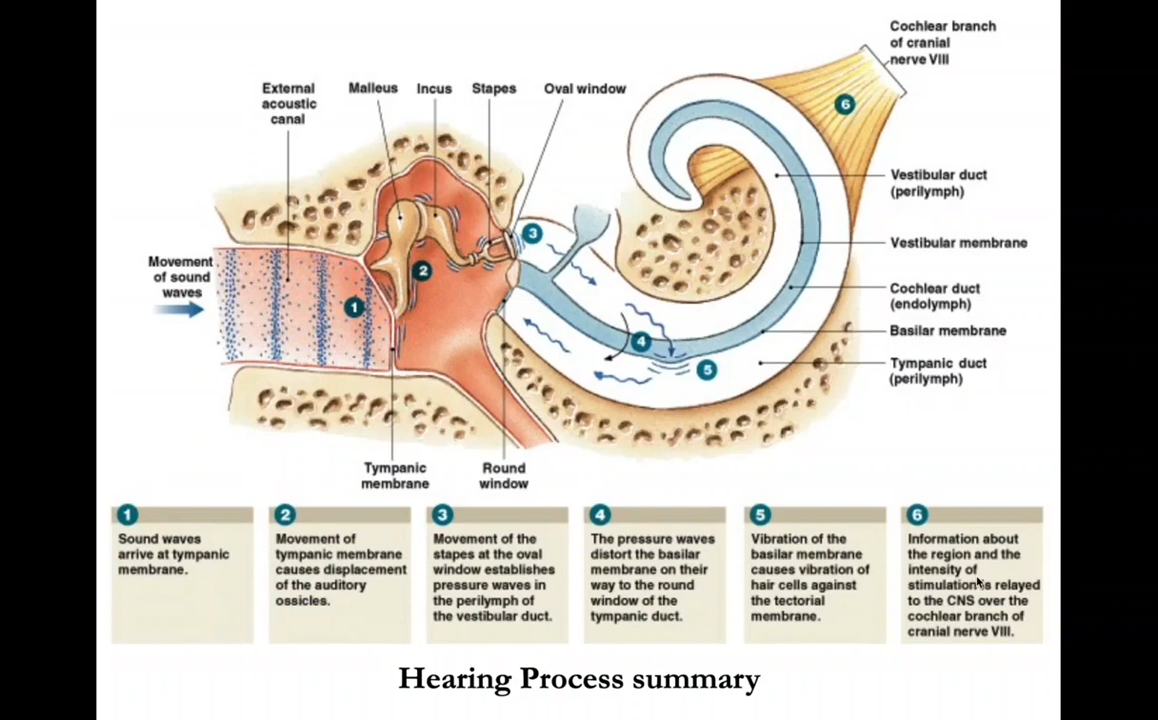 Cochlear branch
of cranial
nerve VIII
External
acoustic
canal
Malleus
Incus
Stapes
Oval window
6
Vestibular duct
(perilymph)
3
Vestibular membrane
Movement
of sound
waves
2
1
Cochlear duct
(endolymph)
Basilar membrane
4
5
Tympanic duct
(perilymph)
Tympanic
membrane
Round
window
1
Sound waves
arrive at tympanic
membrane.
2
Movement of
tympanic membrane
causes displacement
of the auditory
ossicles.
3
Movement of the
stapes at the oval
window establishes
pressure waves in
the perilymph of
the vestibular duct.
4
The pressure waves
distort the basilar
membrane on their
way to the round
window of the
tympanic duct.
5
Vibration of the
basilar membrane
causes vibration of
hair cells against
the tectorial
membrane.
6
Information about
the region and the
intensity of
stimulation is relayed
to the CNS over the
cochlear branch of
cranial nerve VIII.
Hearing Process summary